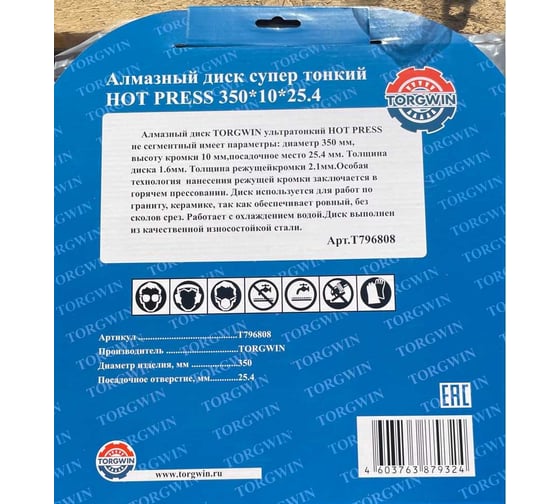 Алмазный диск супер тонкий
HOT PRESS 350*10*25.4
TORGWIN
Алмазный диск TORGWIN ультратонкий HOT PRESS
не сегментный имеет параметры: диаметр 350 мм,
высоту кромки 10 мм,посадочное место 25.4 мм. Толщина
диска 1.6мм. Толщина режущейкромки 2.1мм.Особая
технология нанесения режущей кромки заключается в
горячем прессовании. Диск используется для работ по
граниту, керамике, так как обеспечивает ровный, без
сколов срез. Работает с охлаждением водой.Диск выполнен
из качественной износостойкой стали.
Арт.T796808
Артикул ........................................T796808
Производитель ..........................TORGWIN
Диаметр изделия, мм ....................350
Посадочное отверстие, мм...........25.4
EAC
TORGWIN
www.torgwin.ru
4 603763 879324